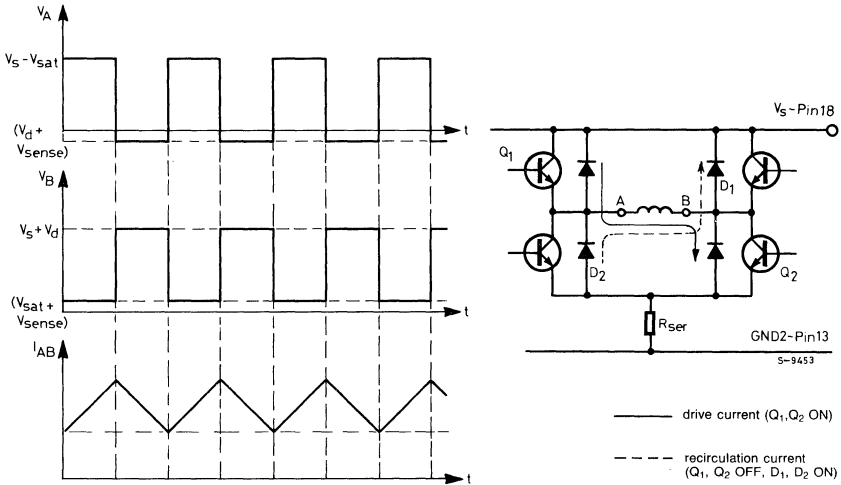 VA
Vs – Vsat
(Vd +
Vsense)
t
VB
Vs + Vd
(Vsat +
Vsense)
t
IAB
t
Vs-Pin18
Q1
D1
A
B
D2
Q2
Rser
GND2-Pin13
S-9453
drive current (Q1,Q2 ON)
recirculation current
(Q1, Q2 OFF, D1, D2 ON)